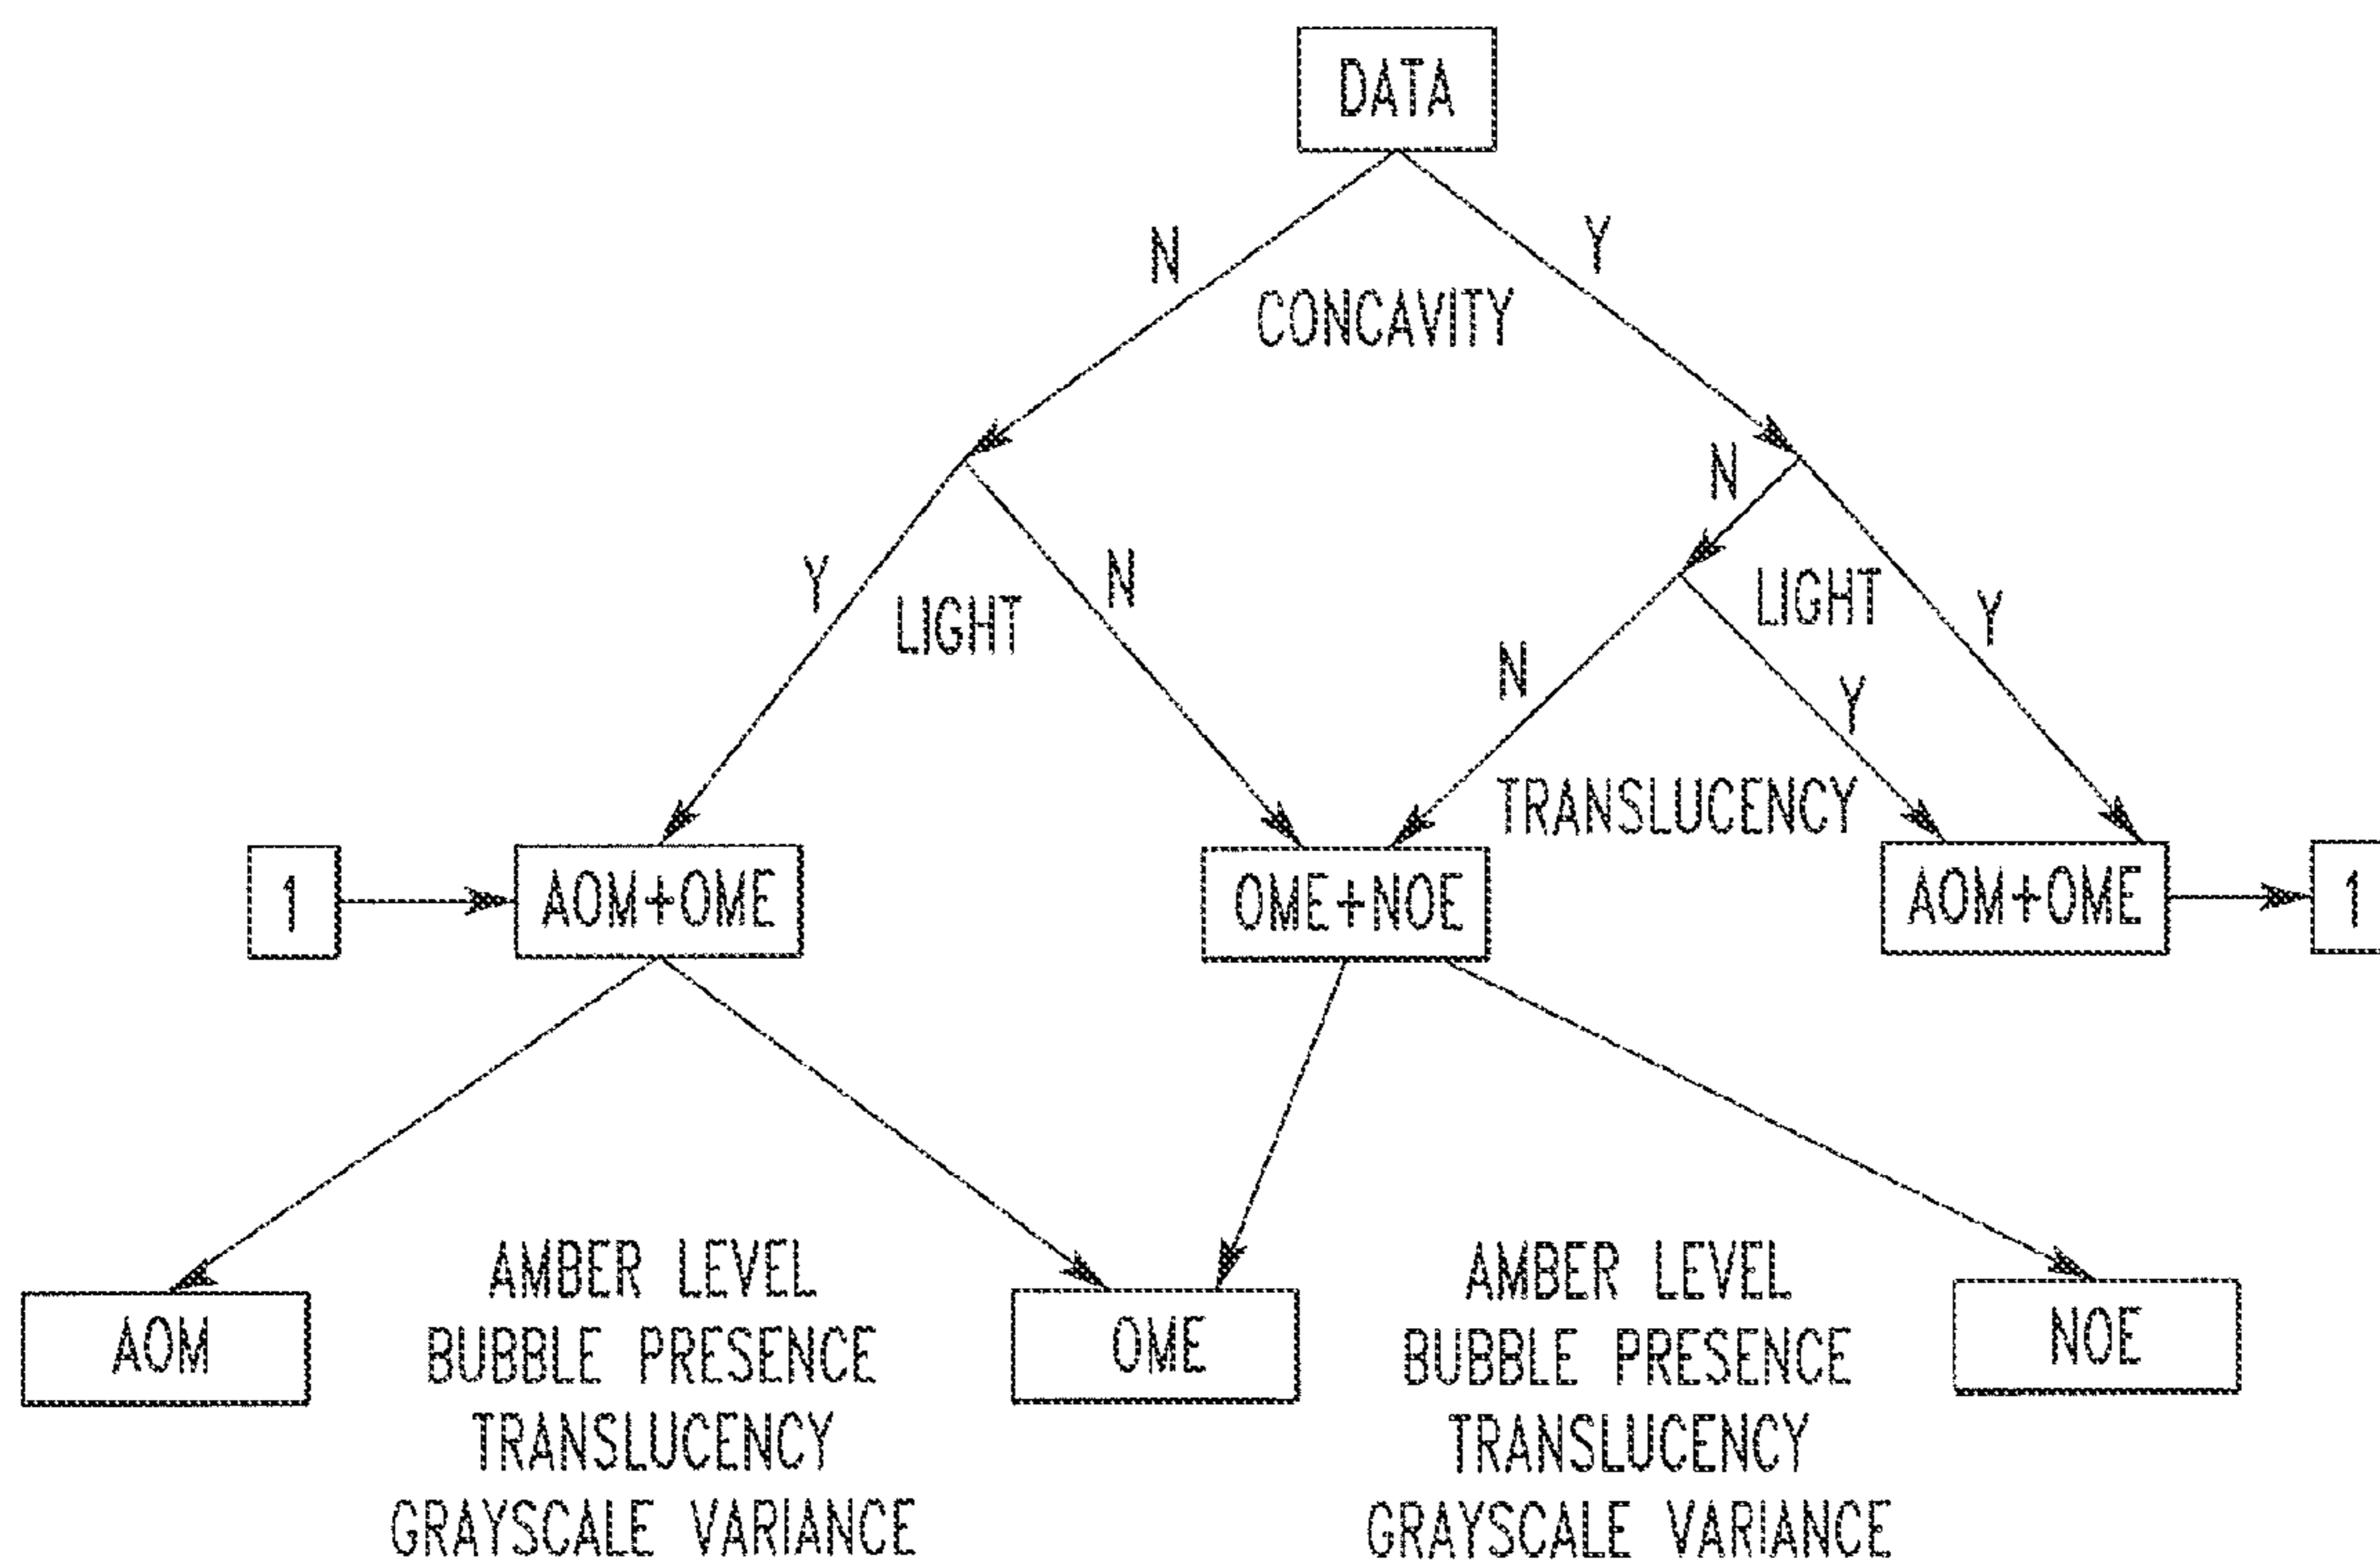 DATA
N
Y
CONCAVITY
N
Y
N
LIGHT
LIGHT
Y
N
Y
TRANSLUCENCY
1
AOM+OME
OME+NOE
AOM+OME
1
AOM
AMBER LEVEL
BUBBLE PRESENCE
TRANSLUCENCY
GRAYSCALE VARIANCE
OME
AMBER LEVEL
BUBBLE PRESENCE
TRANSLUCENCY
GRAYSCALE VARIANCE
NOE